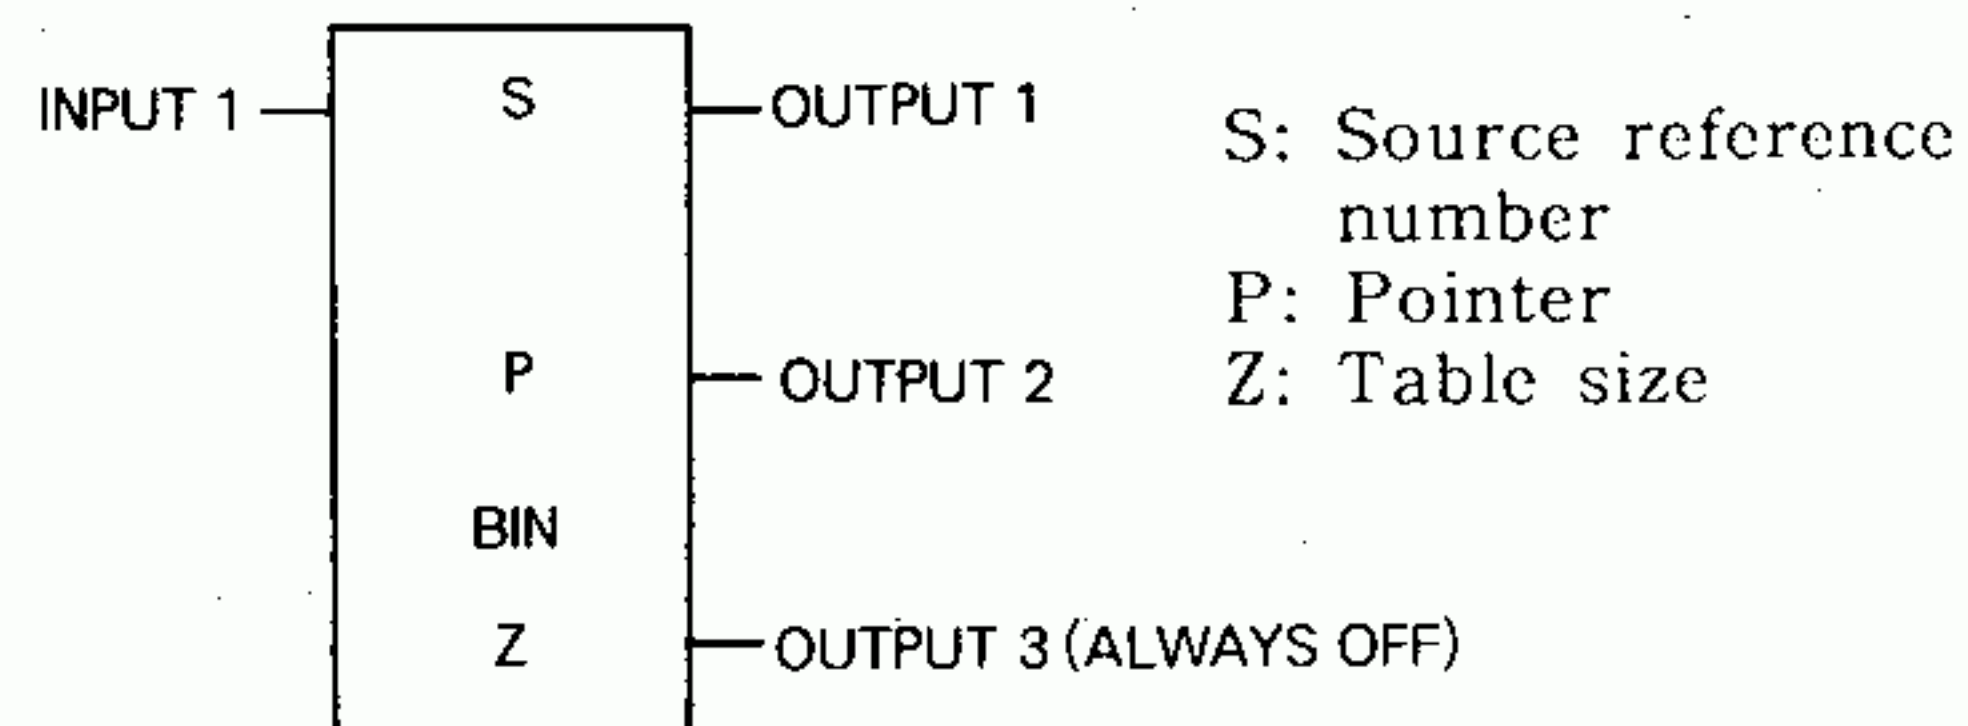 INPUT 1 S OUTPUT 1
S: Source reference
number
P: Pointer
P OUTPUT 2
Z: Table size
BIN
Z OUTPUT 3 (ALWAYS OFF)